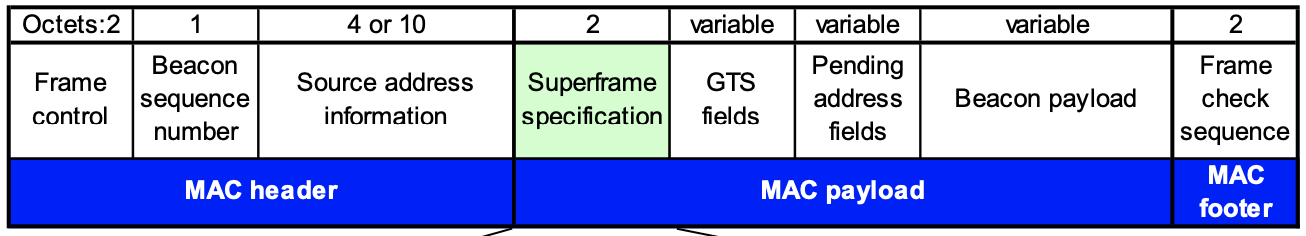 Octets:2 1 4 or 10 2 variable variable variable 2
Frame control
Beacon sequence number
Source address information
Superframe specification
GTS fields
Pending address fields
Beacon payload
Frame check sequence
MAC header
MAC payload
MAC footer